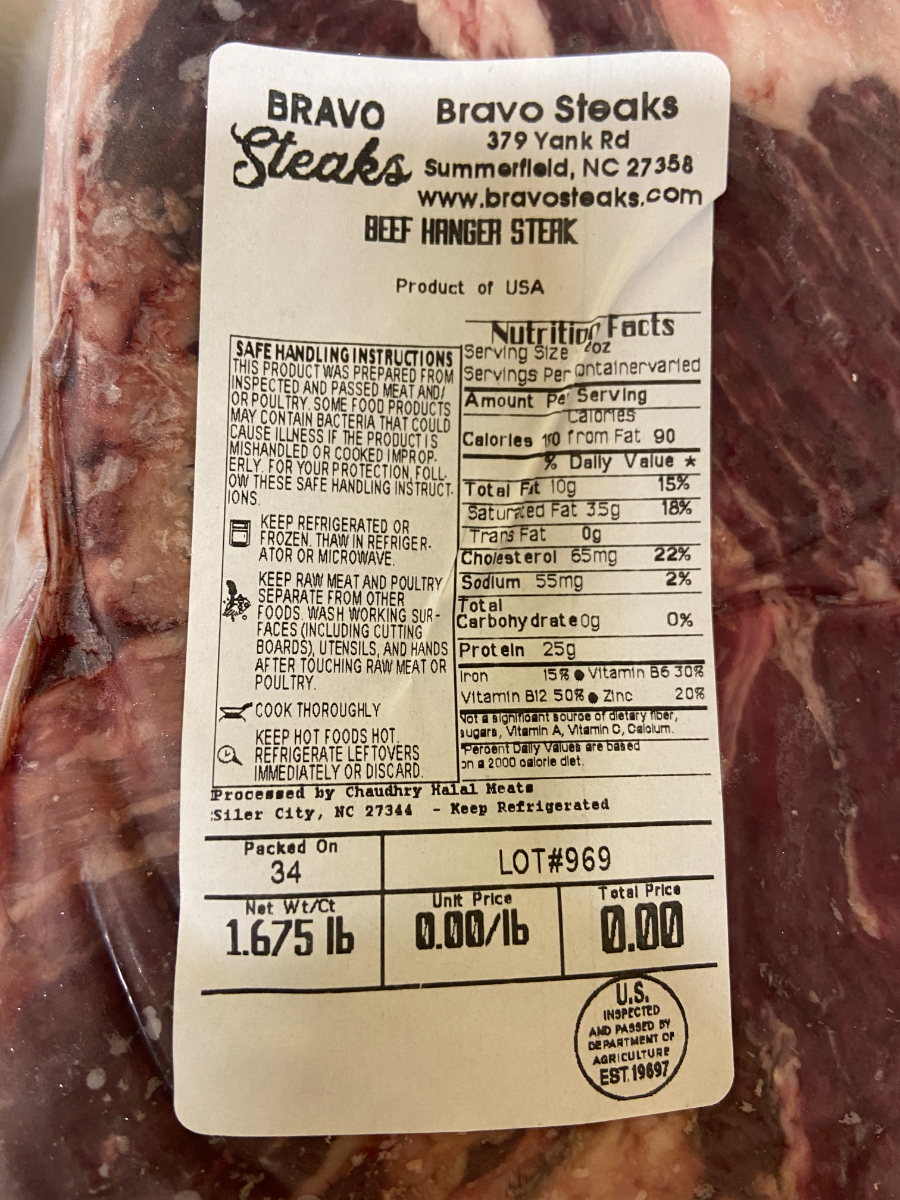 BRAVO
Steaks
Bravo Steaks
379 Yank Rd
Summerfield, NC 27358
www.bravosteaks.com
BEEF HANGER STEAK
Product of USA
SAFE HANDLING INSTRUCTIONS
THIS PRODUCT WAS PREPARED FROM
INSPECTED AND PASSED MEAT AND/
OR POULTRY. SOME FOOD PRODUCTS
MAY CONTAIN BACTERIA THAT COULD
CAUSE ILLNESS IF THE PRODUCT IS
MISHANDLED OR COOKED IMPROP-
ERLY. FOR YOUR PROTECTION, FOLL-
OW THESE SAFE HANDLING INSTRUCT-
IONS.
KEEP REFRIGERATED OR
FROZEN. THAW IN REFRIGER-
ATOR OR MICROWAVE.
KEEP RAW MEAT AND POULTRY
SEPARATE FROM OTHER
FOODS. WASH WORKING SUR-
FACES (INCLUDING CUTTING
BOARDS), UTENSILS, AND HANDS
AFTER TOUCHING RAW MEAT OR
POULTRY.
COOK THOROUGHLY
KEEP HOT FOODS HOT.
REFRIGERATE LEFTOVERS
IMMEDIATELY OR DISCARD.
Nutrition Facts
Serving Size
Servings Per ontainervaried
Amount Per Serving
Calories
Calories from Fat 90
% Daily Value *
Total Fat 10g 15%
Saturated Fat 3.5g 18%
Trans Fat 0g
Cholesterol 65mg 22%
Sodium 55mg 2%
Total
Carbohydrate 0g 0%
Protein 25g
Iron 15% ● Vitamin B6 30%
Vitamin B12 50% ● Zinc 20%
Not a significant source of dietary fiber,
sugars, Vitamin A, Vitamin C, Calcium.
*Percent Daily Values are based
on a 2000 calorie diet.
Processed by Chaudhry Halal Meats
Siler City, NC 27344 - Keep Refrigerated
Packed On
34
LOT#969
Net Wt/Ct
1.675 lb
Unit Price
0.00/lb
Total Price
0.00
U.S.
INSPECTED
AND PASSED BY
DEPARTMENT OF
AGRICULTURE
EST. 19697